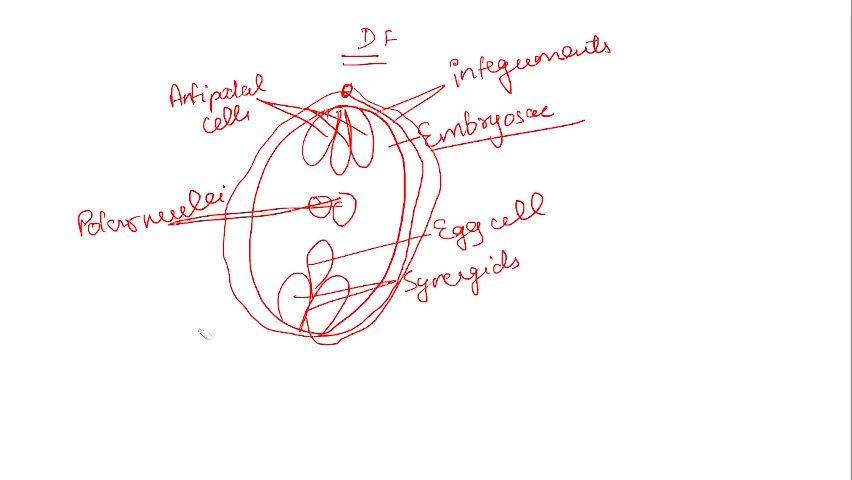 DF
integuments
Antipodal
cells
Embryosac
Polar nuclei
Egg cell
Synergids